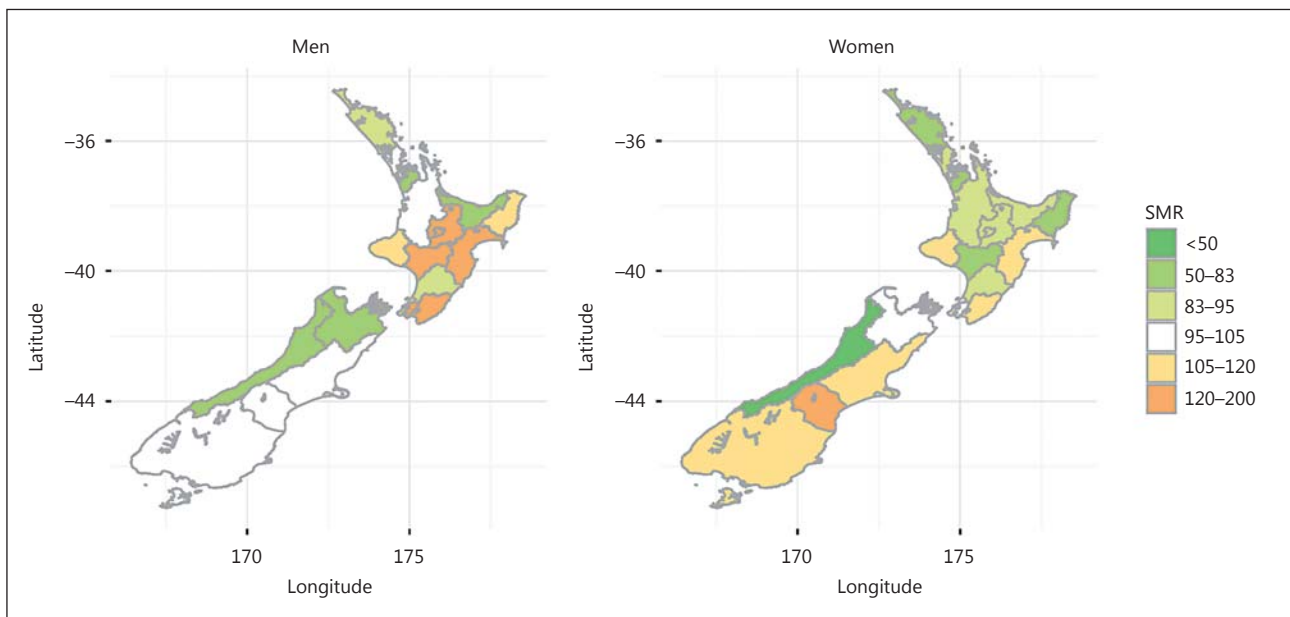 Men
Women
–36
–40
–44
Latitude
170
175
Longitude
–36
–40
–44
Latitude
170
175
Longitude
SMR
<50
50–83
83–95
95–105
105–120
120–200